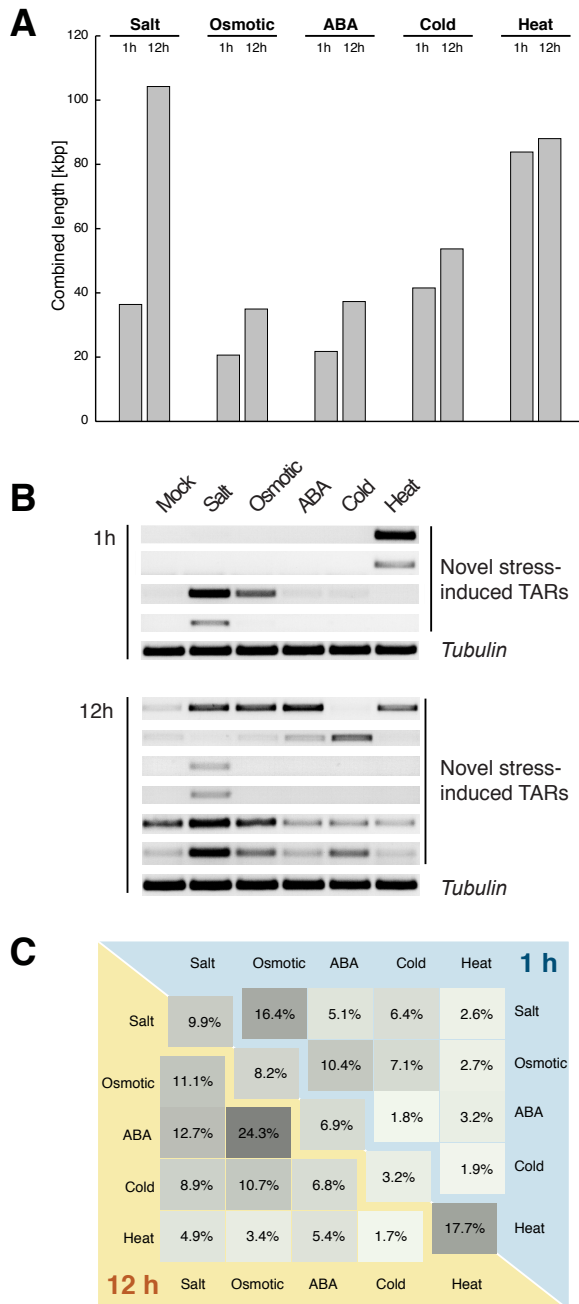 A
Salt Osmotic ABA Cold Heat
1h 12h 1h 12h 1h 12h 1h 12h 1h 12h
Combined length [kbp]
120
100
80
60
40
20
0
B
Mock Salt Osmotic ABA Cold Heat
1h
Novel stress-
induced TARs
Tubulin
12h
Novel stress-
induced TARs
Tubulin
C
Salt Osmotic ABA Cold Heat 1 h
Salt 9.9% 16.4% 5.1% 6.4% 2.6% Salt
Osmotic 11.1% 8.2% 10.4% 7.1% 2.7% Osmotic
ABA 12.7% 24.3% 6.9% 1.8% 3.2% ABA
Cold 8.9% 10.7% 6.8% 3.2% 1.9% Cold
Heat 4.9% 3.4% 5.4% 1.7% 17.7% Heat
12 h Salt Osmotic ABA Cold Heat